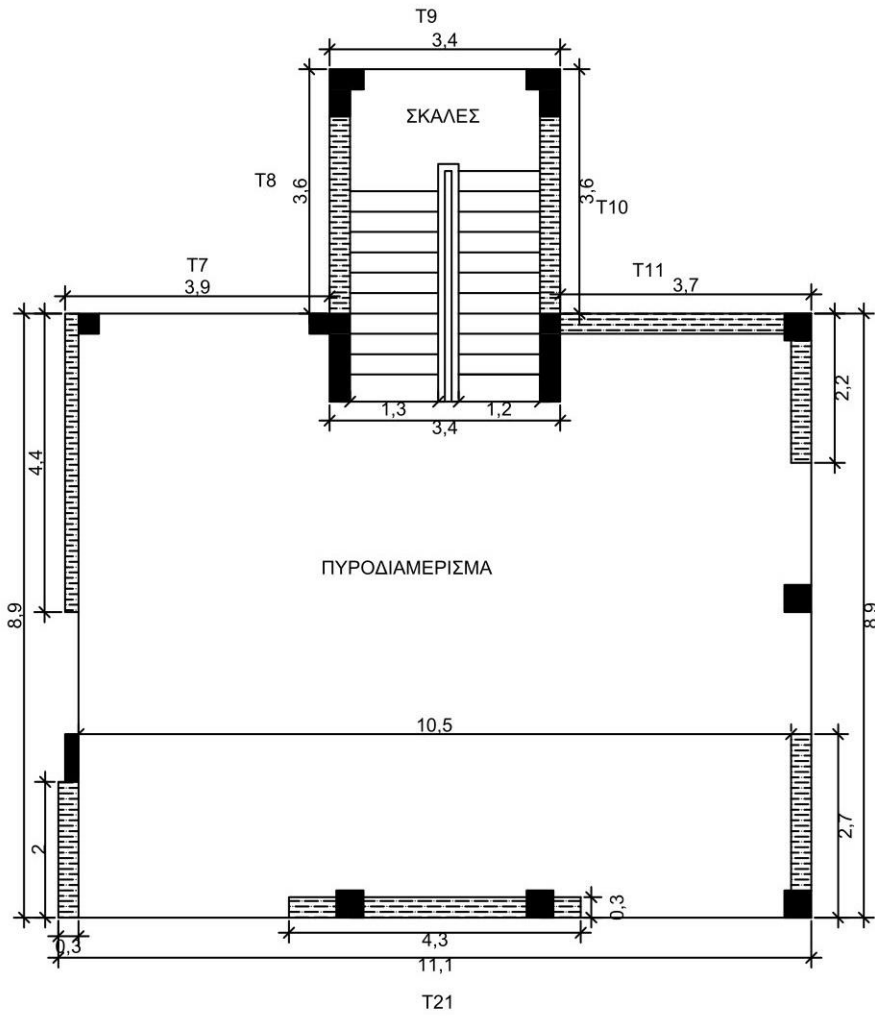 T9
3,4
ΣΚΑΛΕΣ
T8
3,6
3,6
T10
T7
3,9
T11
3,7
1,3
1,2
3,4
2,2
4,4
ΠΥΡΟΔΙΑΜΕΡΙΣΜΑ
8,9
8,9
10,5
2
2,7
0,3
0,3
4,3
11,1
T21